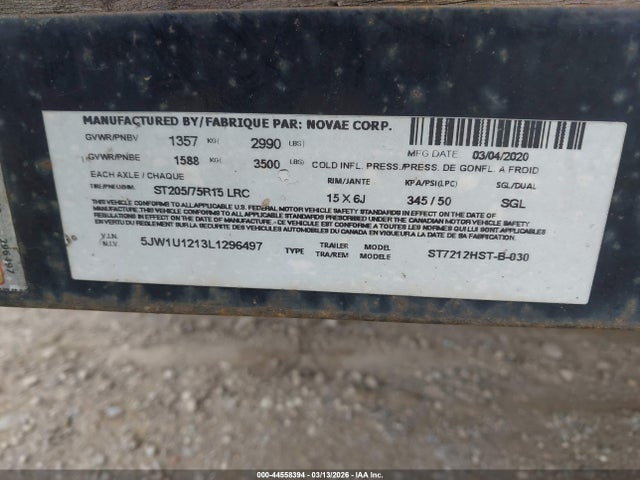 MANUFACTURED BY/FABRIQUE PAR: NOVAE CORP.
GVWR/PNBV 1357 KG( 2990 LBS) MFG DATE 03/04/2020
GVWR/PNBE 1588 KG( 3500 LBS) COLD INFL. PRESS./PRESS. DE GONFL. A FROID
EACH AXLE / CHAQUE RIM/JANTE KPA/PSI(LPC) SGL/DUAL
TIRE/PNEU/DIM. ST205/75R15 LRC 15 X 6J 345 / 50 SGL
THIS VEHICLE CONFORMS TO ALL APPLICABLE U.S. FEDERAL MOTOR VEHICLE SAFETY STANDARDS IN EFFECT ON THE DATE OF
MANUFACTURE THIS VEHICLE CONFORMS TO ALL APPLICABLE STANDARDS PRESCRIBED UNDER THE CANADIAN MOTOR VEHICLE SAFETY
REGULATIONS IN EFFECT ON THE DATE OF MANUFACTURE.
V.I.N.
N.I.V. 5JW1U1213L1296497 TYPE TRAILER TRA/REM MODEL MODELE ST7212HST-B-030
296497
000-44558394 | 03/13/2026 - IAA Inc.